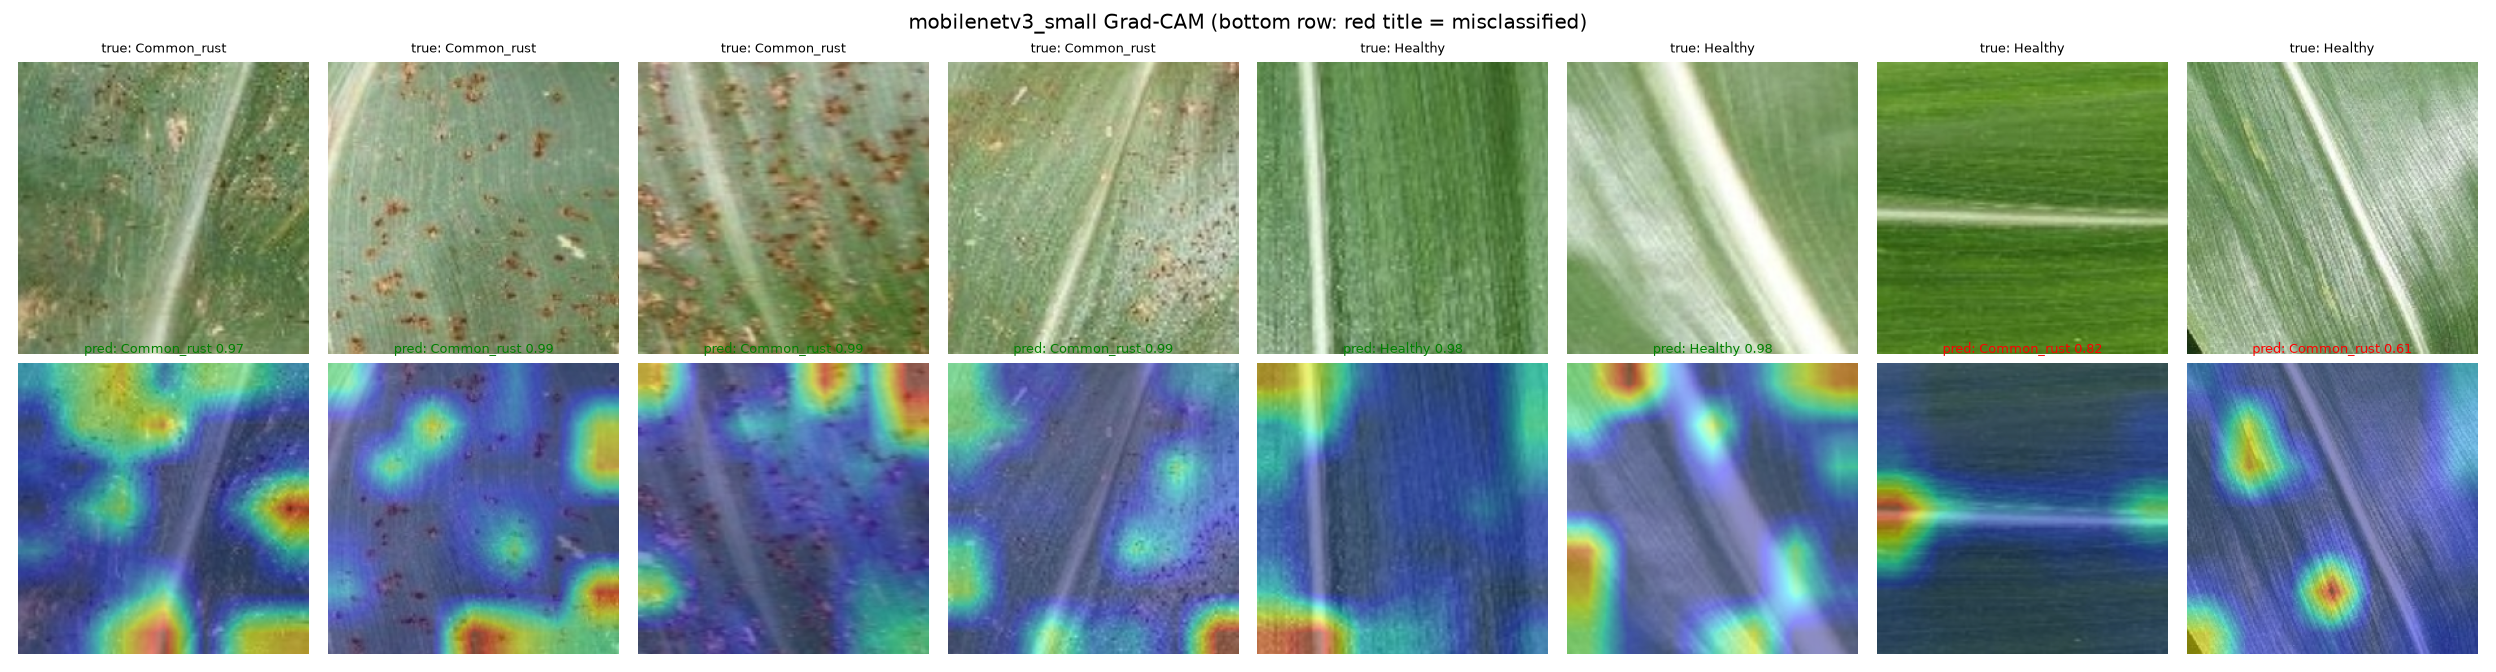 mobilenetv3_small Grad-CAM (bottom row: red title = misclassified)
true: Common_rust
true: Common_rust
true: Common_rust
true: Common_rust
true: Healthy
true: Healthy
true: Healthy
true: Healthy
pred: Common_rust 0.97
pred: Common_rust 0.99
pred: Common_rust 0.99
pred: Common_rust 0.99
pred: Healthy 0.98
pred: Healthy 0.98
pred: Common_rust 0.82
pred: Common_rust 0.61